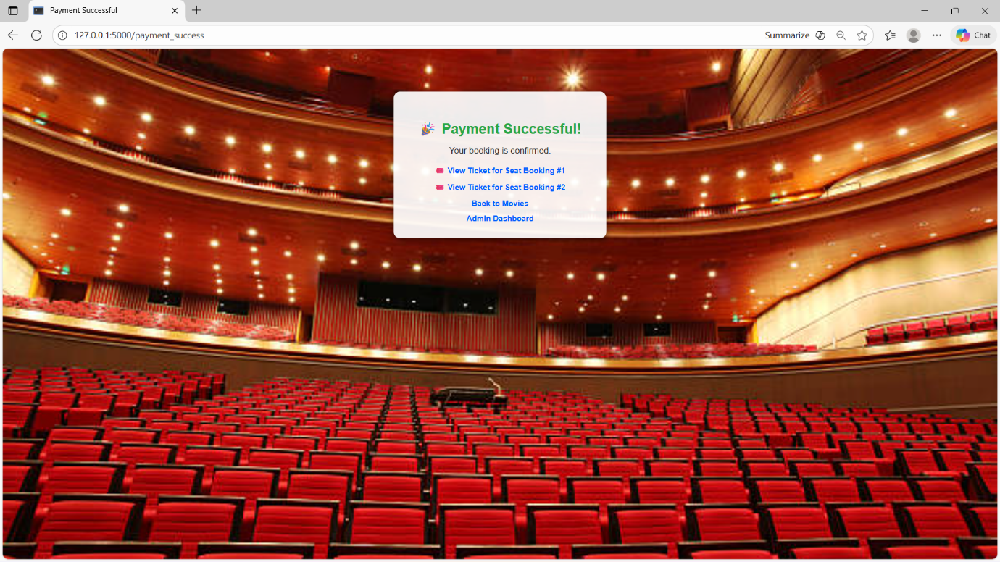 Payment Successful
127.0.0.1:5000/payment_success
Summarize
Chat
🎉 Payment Successful!
Your booking is confirmed.
🎟 View Ticket for Seat Booking #1
🎟 View Ticket for Seat Booking #2
Back to Movies
Admin Dashboard